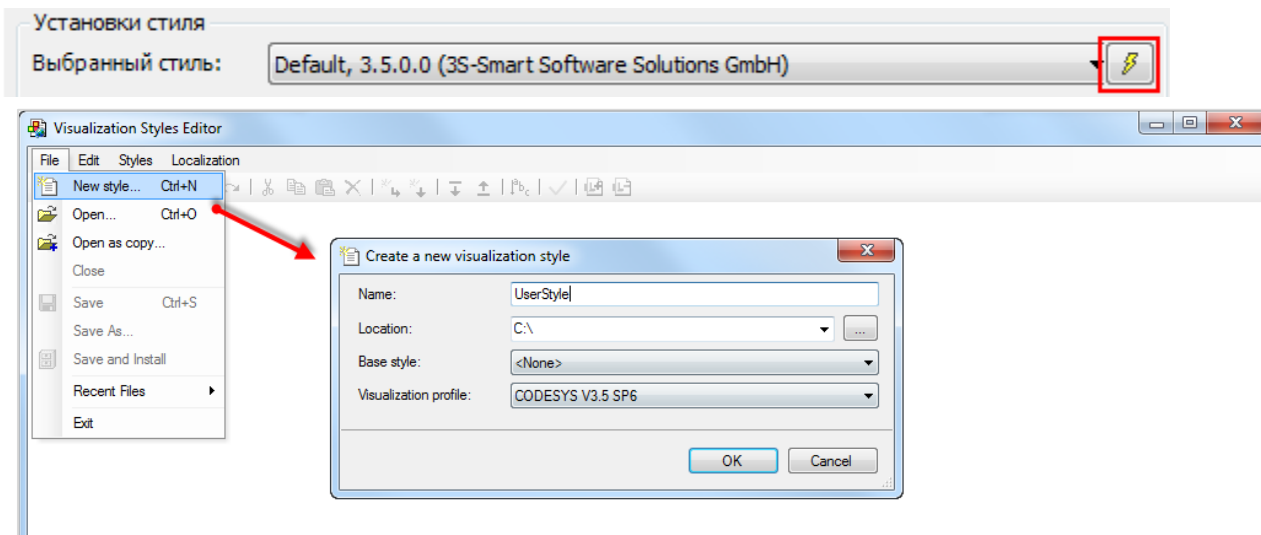 Установки стиля
Выбранный стиль: Default, 3.5.0.0 (3S-Smart Software Solutions GmbH)
Visualization Styles Editor
File Edit Styles Localization
New style... Ctrl+N
Open... Ctrl+O
Open as copy...
Close
Save Ctrl+S
Save As...
Save and Install
Recent Files
Exit
Create a new visualization style
Name: UserStyle
Location: C:\ ...
Base style: <None>
Visualization profile: CODESYS V3.5 SP6
OK Cancel